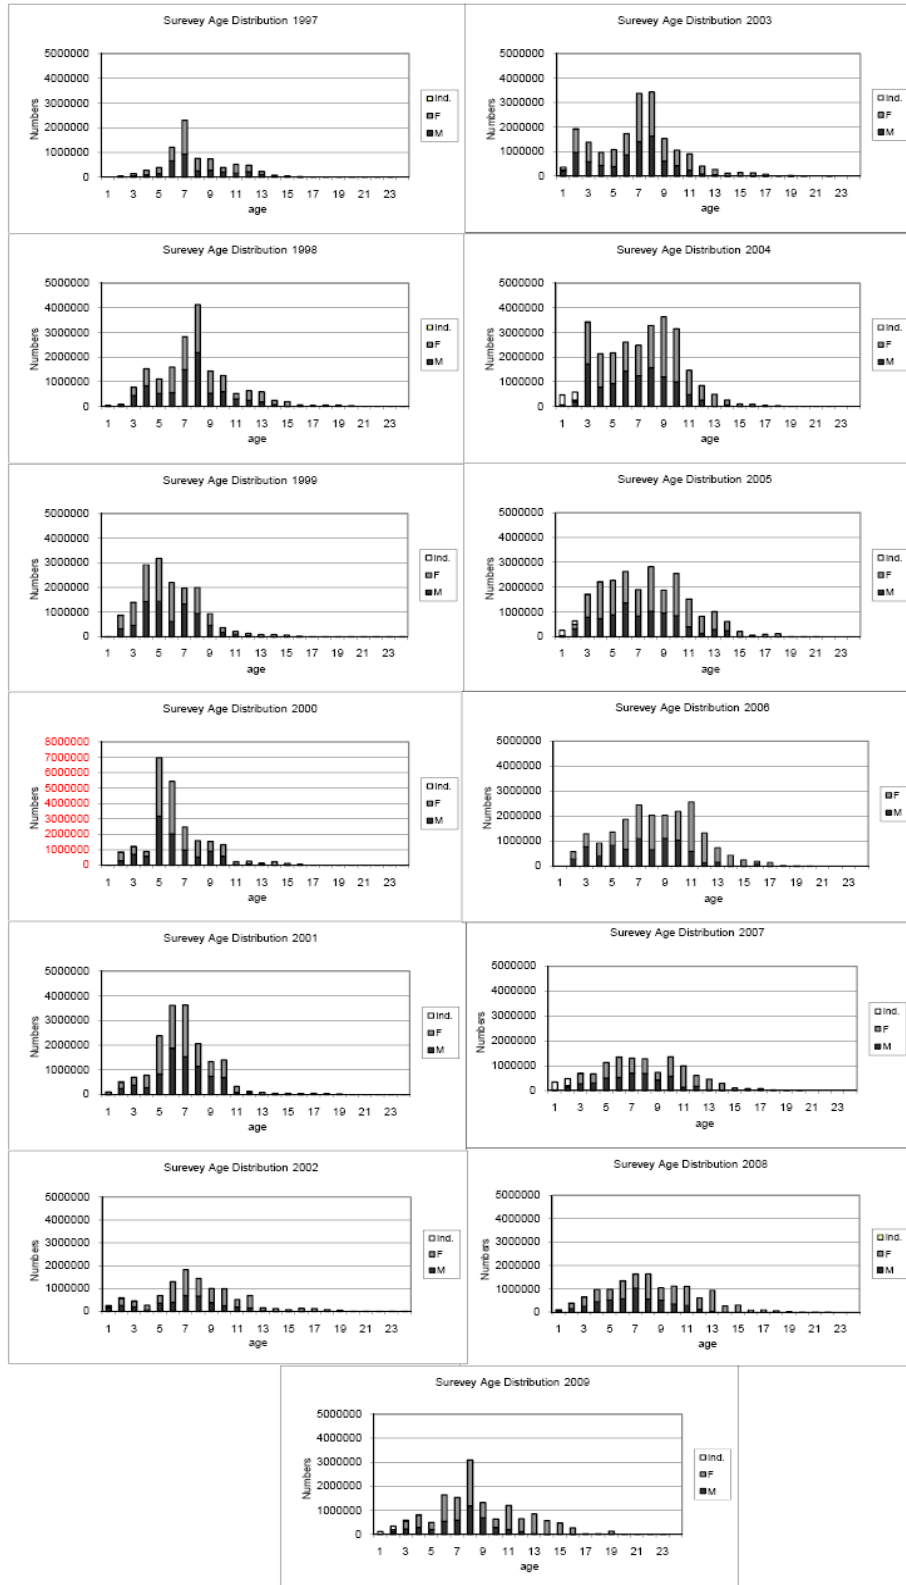 Surevey Age Distribution 1997
5000000
4000000
3000000
2000000
1000000
0
Numbers
1 3 5 7 9 11 13 15 17 19 21 23
age
Ind.
F
M
Surevey Age Distribution 2003
5000000
4000000
3000000
2000000
1000000
0
Numbers
1 3 5 7 9 11 13 15 17 19 21 23
age
Ind.
F
M
Surevey Age Distribution 1998
5000000
4000000
3000000
2000000
1000000
0
Numbers
1 3 5 7 9 11 13 15 17 19 21 23
age
Ind.
F
M
Surevey Age Distribution 2004
5000000
4000000
3000000
2000000
1000000
0
Numbers
1 3 5 7 9 11 13 15 17 19 21 23
age
Ind.
F
M
Surevey Age Distribution 1999
5000000
4000000
3000000
2000000
1000000
0
Numbers
1 3 5 7 9 11 13 15 17 19 21 23
age
Ind.
F
M
Surevey Age Distribution 2005
5000000
4000000
3000000
2000000
1000000
0
Numbers
1 3 5 7 9 11 13 15 17 19 21 23
age
Ind.
F
M
Surevey Age Distribution 2000
8000000
7000000
6000000
5000000
4000000
3000000
2000000
1000000
0
Numbers
1 3 5 7 9 11 13 15 17 19 21 23
age
Ind.
F
M
Surevey Age Distribution 2006
5000000
4000000
3000000
2000000
1000000
0
Numbers
1 3 5 7 9 11 13 15 17 19 21 23
age
F
M
Surevey Age Distribution 2001
5000000
4000000
3000000
2000000
1000000
0
Numbers
1 3 5 7 9 11 13 15 17 19 21 23
age
Ind.
F
M
Surevey Age Distribution 2007
5000000
4000000
3000000
2000000
1000000
0
Numbers
1 3 5 7 9 11 13 15 17 19 21 23
age
Ind.
F
M
Surevey Age Distribution 2002
5000000
4000000
3000000
2000000
1000000
0
Numbers
1 3 5 7 9 11 13 15 17 19 21 23
age
Ind.
F
M
Surevey Age Distribution 2008
5000000
4000000
3000000
2000000
1000000
0
Numbers
1 3 5 7 9 11 13 15 17 19 21 23
age
Ind.
F
M
Surevey Age Distribution 2009
5000000
4000000
3000000
2000000
1000000
0
Numbers
1 3 5 7 9 11 13 15 17 19 21 23
age
Ind.
F
M